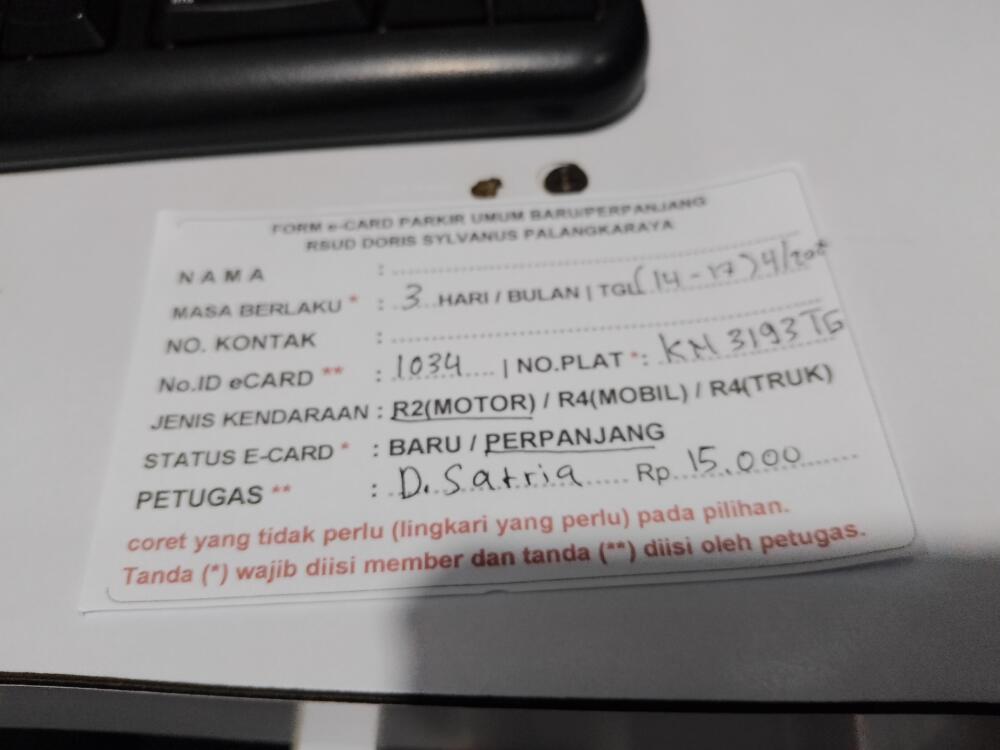 FORM e-CARD PARKIR UMUM BARU/PERPANJANG
RSUD DORIS SYLVANUS PALANGKARAYA
NAMA :
MASA BERLAKU * : 3 HARI / BULAN | TGL (14-17) 4/
NO. KONTAK :
No.ID eCARD ** : 1034 | NO.PLAT *: KH 3193 TG
JENIS KENDARAAN : R2(MOTOR) / R4(MOBIL) / R4(TRUK)
STATUS E-CARD * : BARU / PERPANJANG
PETUGAS ** : D. Satria Rp 15.000
coret yang tidak perlu (lingkari yang perlu) pada pilihan.
Tanda (*) wajib diisi member dan tanda (**) diisi oleh petugas.